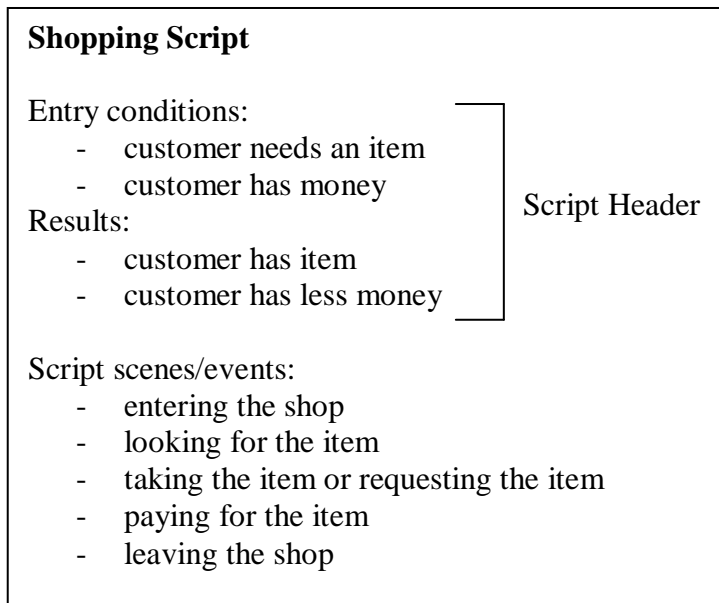 Shopping Script
Entry conditions:
- customer needs an item
- customer has money
Results:
- customer has item
- customer has less money
Script Header
Script scenes/events:
- entering the shop
- looking for the item
- taking the item or requesting the item
- paying for the item
- leaving the shop